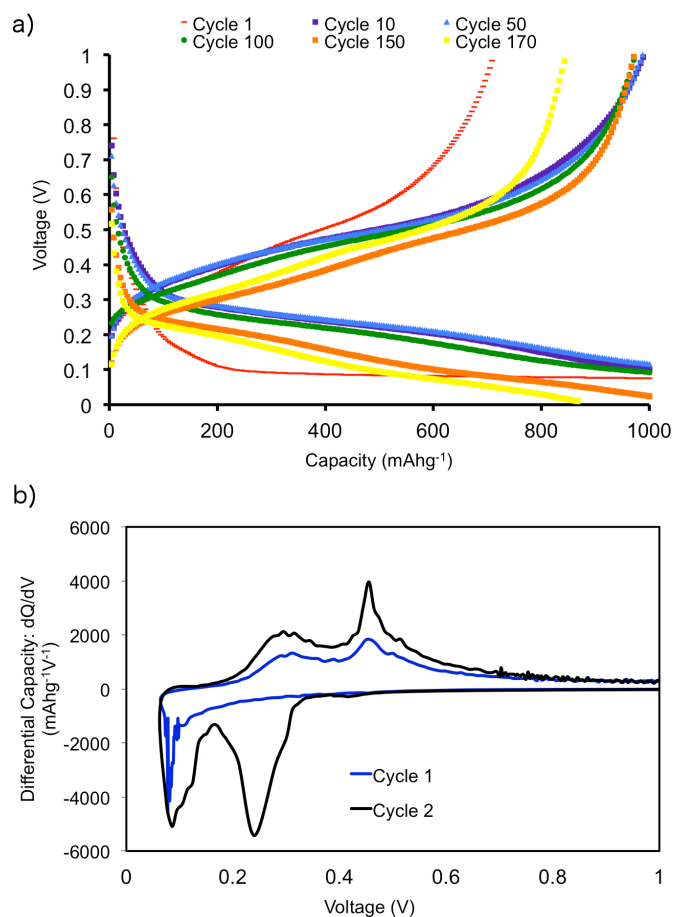 a)
Cycle 1 Cycle 10 Cycle 50
Cycle 100 Cycle 150 Cycle 170
1
0.9
0.8
0.7
0.6
0.5
0.4
0.3
0.2
0.1
0
Voltage (V)
0 200 400 600 800 1000
Capacity (mAhg⁻¹)
b)
6000
4000
2000
0
-2000
-4000
-6000
Differential Capacity: dQ/dV
(mAhg⁻¹V⁻¹)
Cycle 1
Cycle 2
0 0.2 0.4 0.6 0.8 1
Voltage (V)